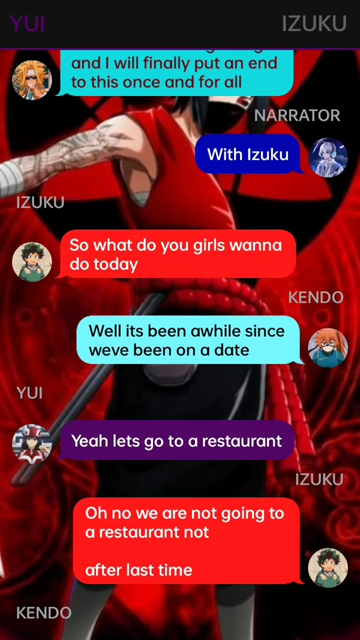 YUI IZUKU
and I will finally put an end
to this once and for all
NARRATOR
With Izuku
IZUKU
So what do you girls wanna
do today
KENDO
Well its been awhile since
weve been on a date
YUI
Yeah lets go to a restaurant
IZUKU
Oh no we are not going to
a restaurant not
after last time
KENDO